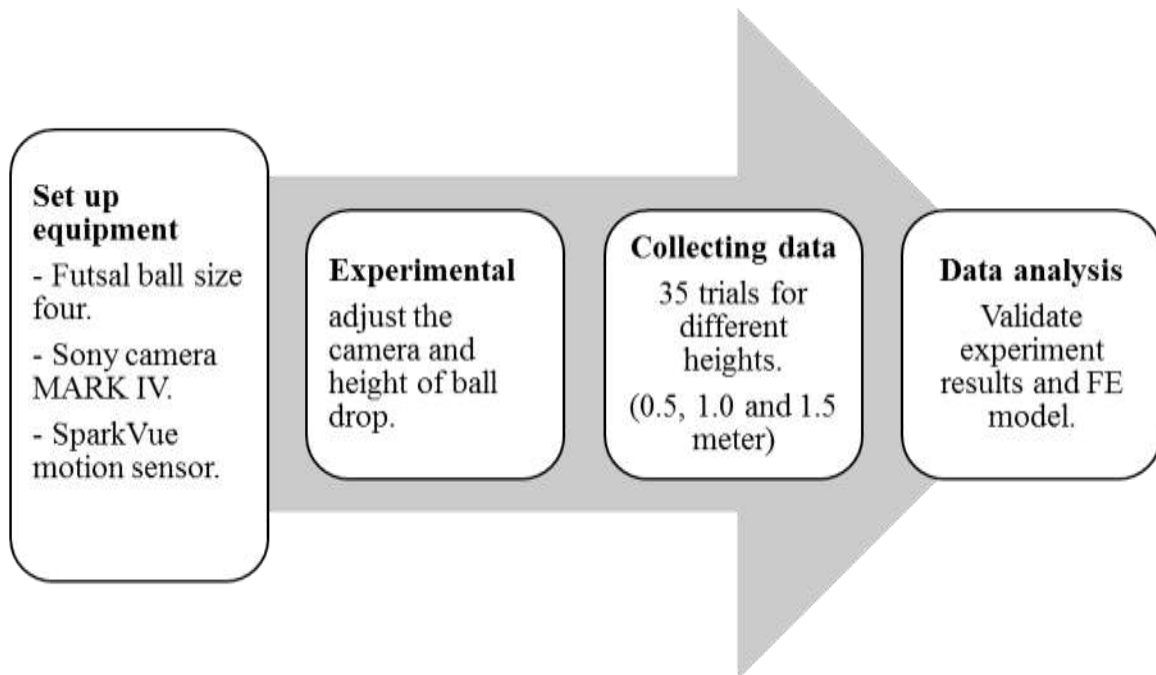 Set up
equipment
- Futsal ball size
four.
- Sony camera
MARK IV.
- SparkVue
motion sensor.
Experimental
adjust the
camera and
height of ball
drop.
Collecting data
35 trials for
different
heights.
(0.5, 1.0 and 1.5
meter)
Data analysis
Validate
experiment
results and FE
model.